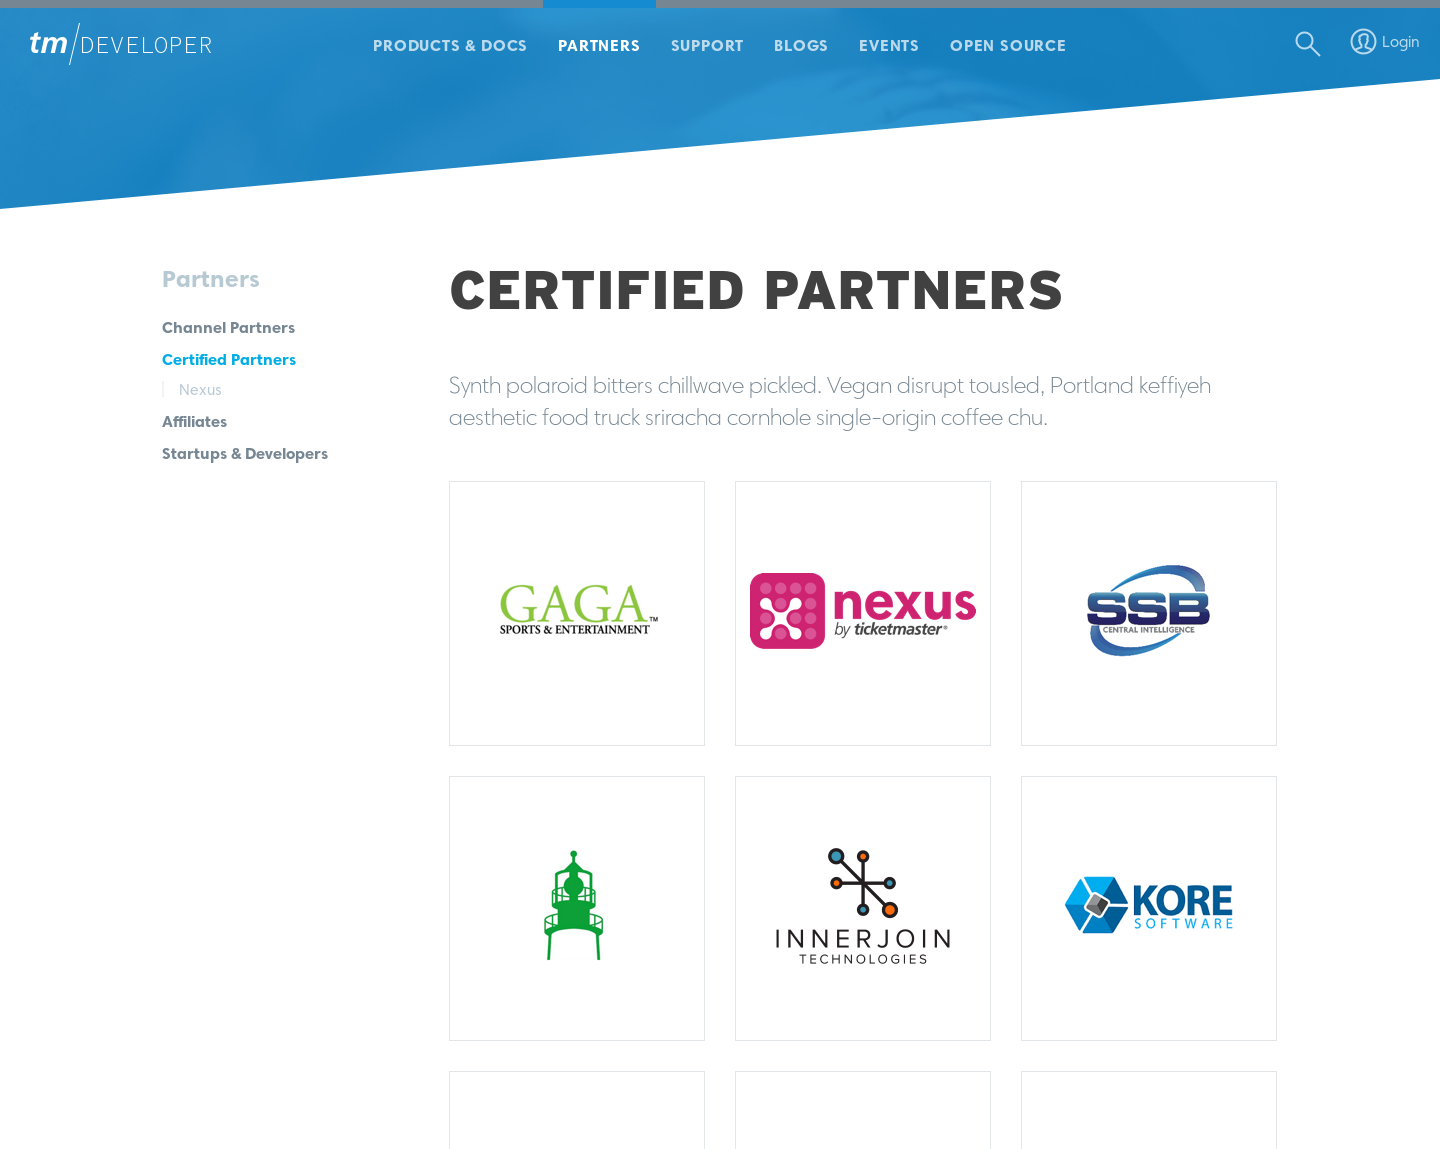 tm/DEVELOPER
PRODUCTS & DOCS
PARTNERS
SUPPORT
BLOGS
EVENTS
OPEN SOURCE
Login
Partners
Channel Partners
Certified Partners
Nexus
Affiliates
Startups & Developers
CERTIFIED PARTNERS
Synth polaroid bitters chillwave pickled. Vegan disrupt tousled, Portland keffiyeh
aesthetic food truck sriracha cornhole single-origin coffee chu.
GAGA™
SPORTS & ENTERTAINMENT
nexus
by ticketmaster®
SSB
CENTRAL INTELLIGENCE
INNERJOIN
TECHNOLOGIES
KORE
SOFTWARE